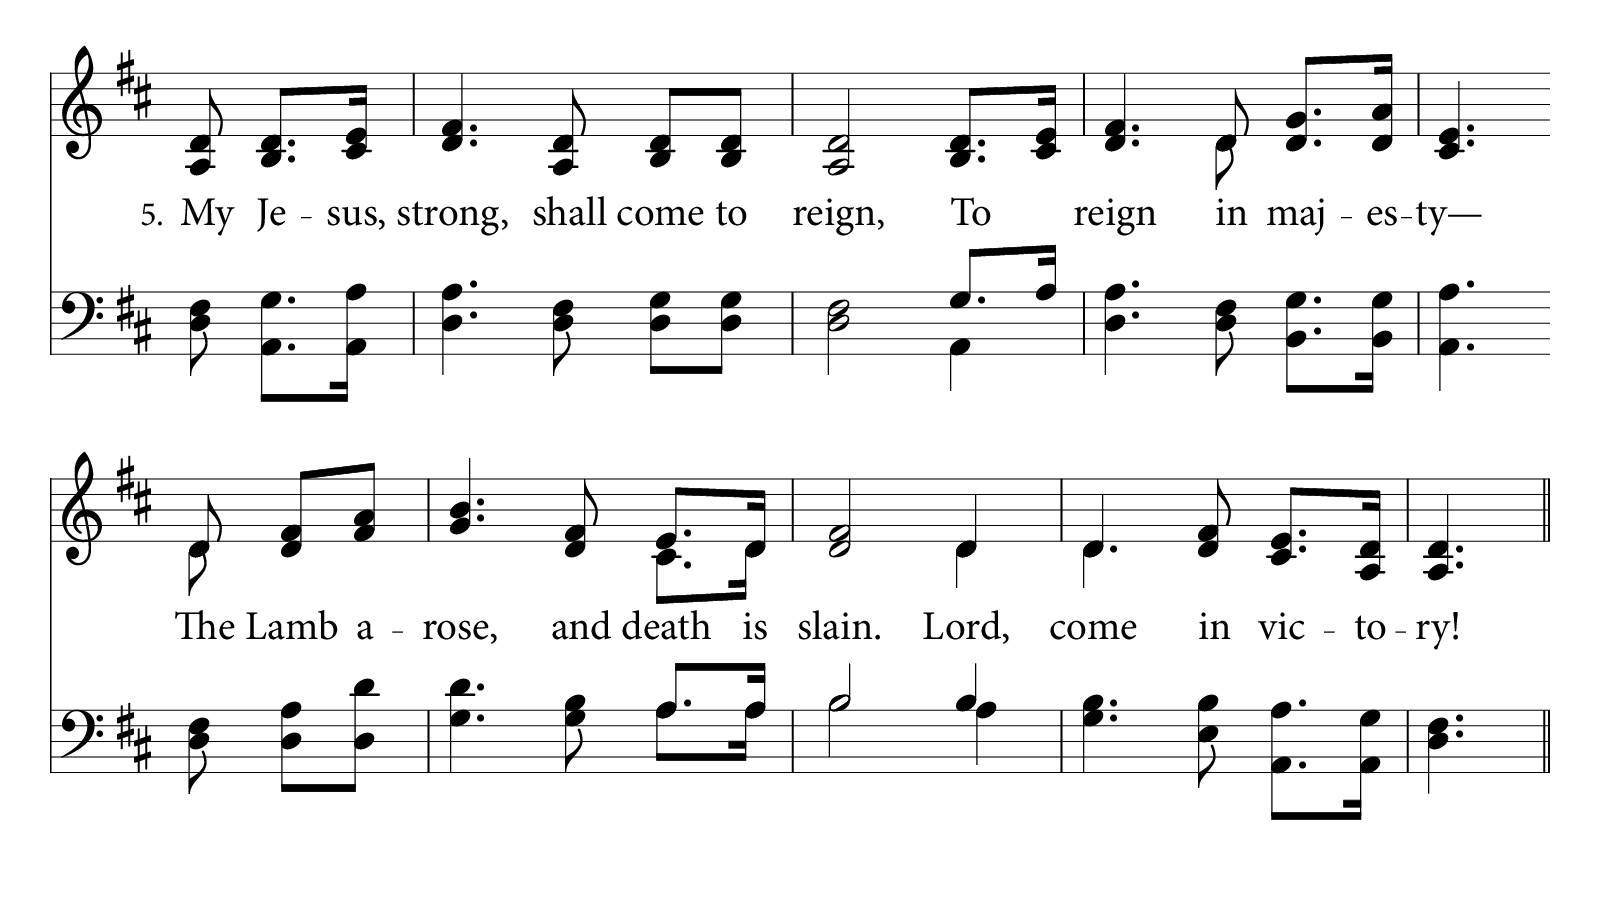 5. My Je - sus, strong, shall come to reign, To reign in maj - es - ty—
The Lamb a - rose, and death is slain. Lord, come in vic - to - ry!